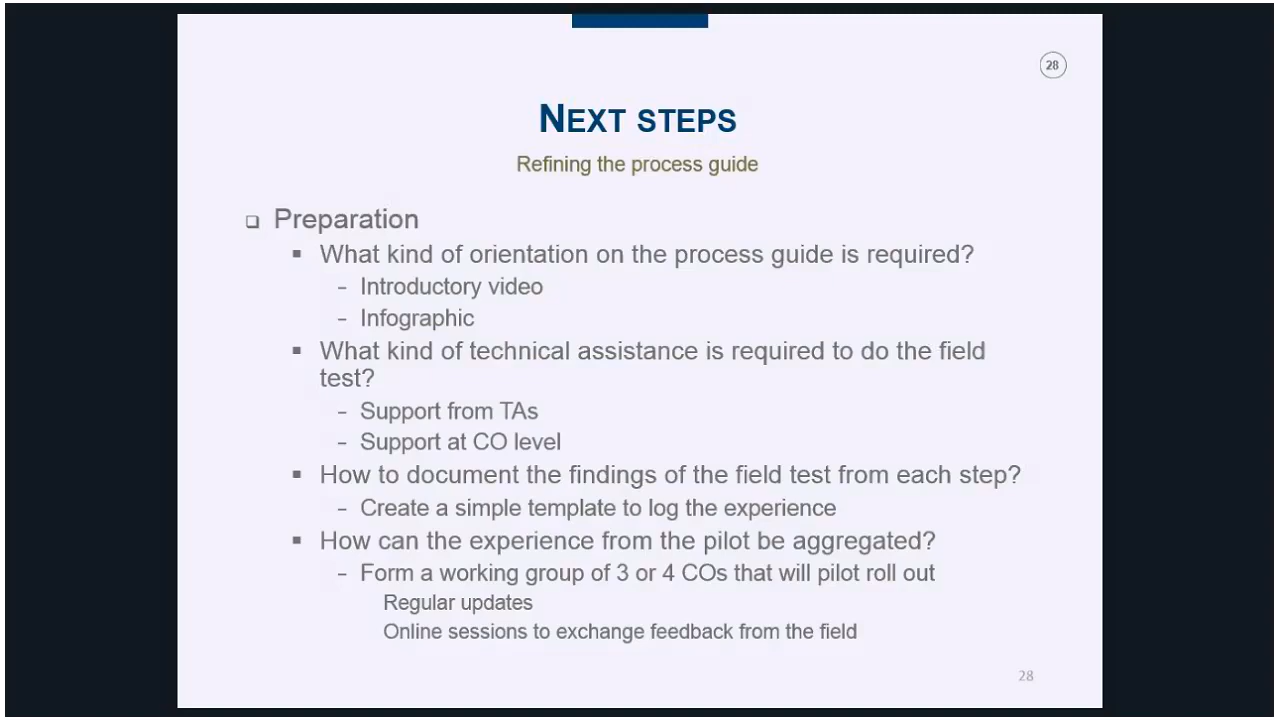 28
NEXT STEPS
Refining the process guide
❑ Preparation
▪ What kind of orientation on the process guide is required?
– Introductory video
– Infographic
▪ What kind of technical assistance is required to do the field
test?
– Support from TAs
– Support at CO level
▪ How to document the findings of the field test from each step?
– Create a simple template to log the experience
▪ How can the experience from the pilot be aggregated?
– Form a working group of 3 or 4 COs that will pilot roll out
Regular updates
Online sessions to exchange feedback from the field
28